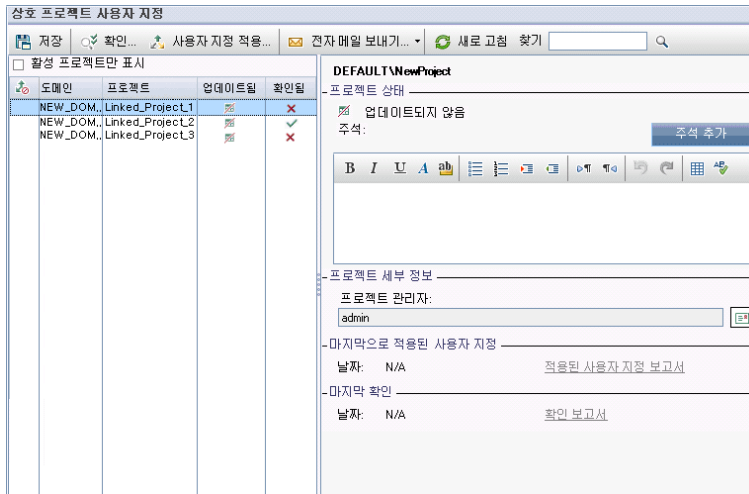 상호 프로젝트 사용자 지정
저장 확인... 사용자 지정 적용... 전자 메일 보내기... 새로 고침 찾기
활성 프로젝트만 표시
도메인 프로젝트 업데이트됨 확인됨
NEW_DOM... Linked_Project_1
NEW_DOM... Linked_Project_2
NEW_DOM... Linked_Project_3
DEFAULT\NewProject
프로젝트 상태
업데이트되지 않음
주석:
주석 추가
B I U A ab
프로젝트 세부 정보
프로젝트 관리자:
admin
마지막으로 적용된 사용자 지정
날짜: N/A 적용된 사용자 지정 보고서
마지막 확인
날짜: N/A 확인 보고서